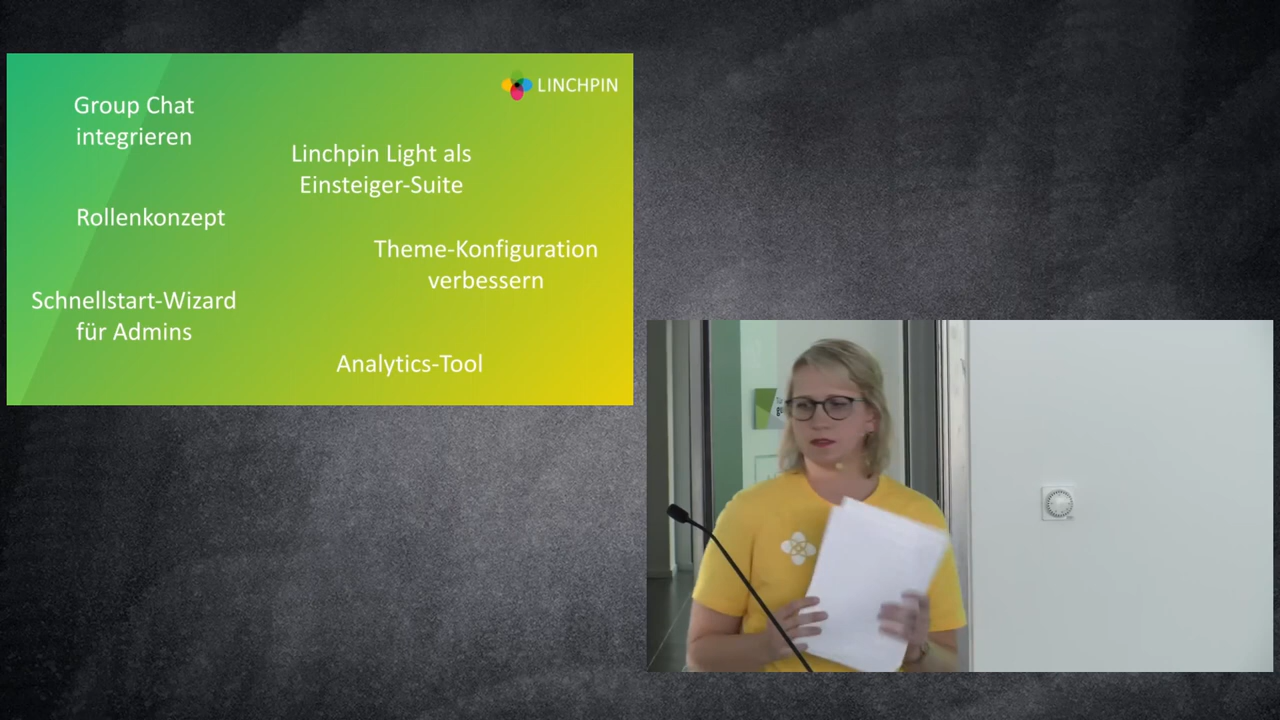 LINCHPIN
Group Chat
integrieren
Linchpin Light als
Einsteiger-Suite
Rollenkonzept
Theme-Konfiguration
verbessern
Schnellstart-Wizard
für Admins
Analytics-Tool